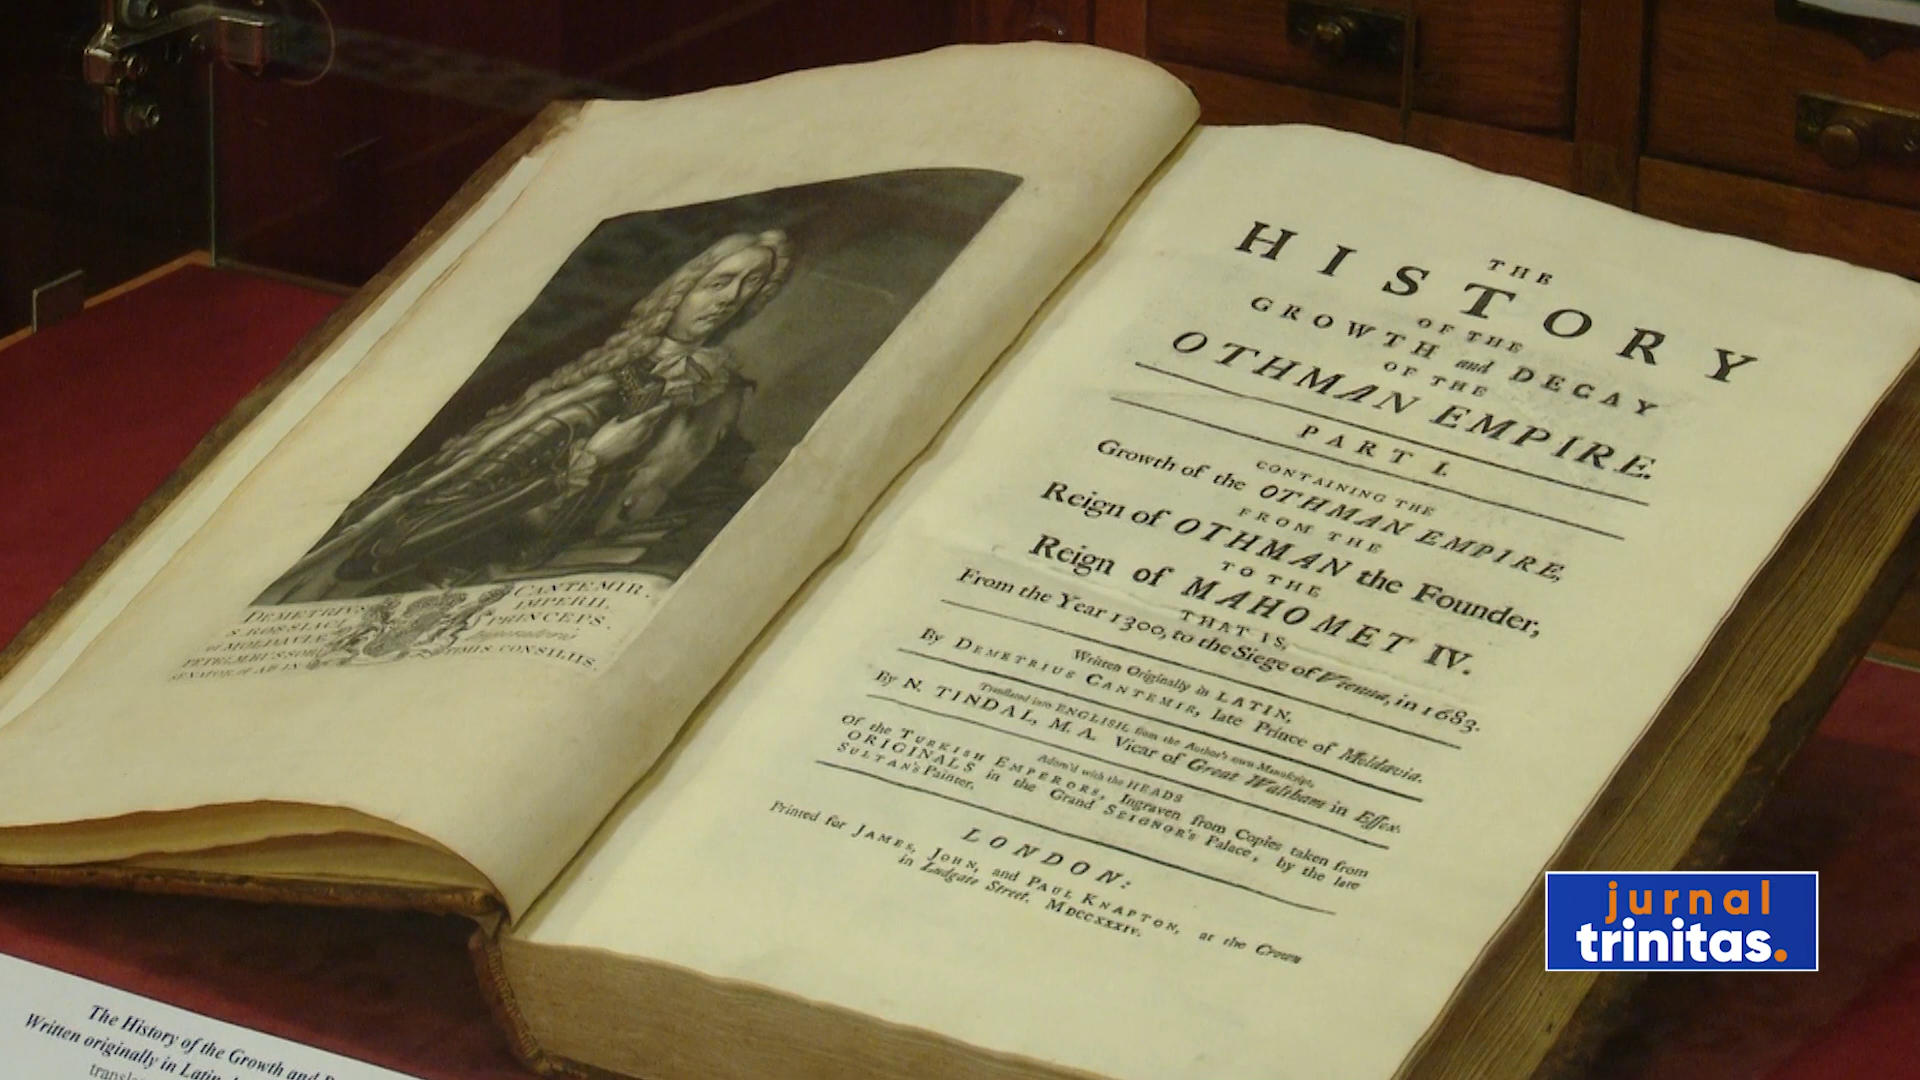 DEMETRIUS CANTEMIR.
S. ROSSIACI IMPERII.
et MOLDAVIÆ PRINCEPS.
SENATOR
TIMIS. CONSILIIS.
THE
HISTORY
OF THE
GROWTH and DECAY
OF THE
OTHMAN EMPIRE.
PART I.
CONTAINING THE
Growth of the OTHMAN EMPIRE,
FROM THE
Reign of OTHMAN the Founder,
TO THE
Reign of MAHOMET IV.
THAT IS,
From the Year 1300, to the Siege of Vienna, in 1683.
Written Originally in LATIN,
By DEMETRIUS CANTEMIR, late Prince of Moldavia.
Translated into ENGLISH, from the Author's own Manuscript,
By N. TINDAL, M. A. Vicar of Great Waltham in Essex.
Adorn'd with the HEADS
Of the TURKISH EMPERORS, Ingraven from Copies taken from
ORIGINALS in the Grand SEIGNOR'S Palace, by the late
SULTAN'S Painter.
LONDON:
Printed for JAMES, JOHN, and PAUL KNAPTON, at the Crown
in Ludgate Street. MDCCXXXIV.
jurnal
trinitas.
The History of the Growth and
Written originally in Latin